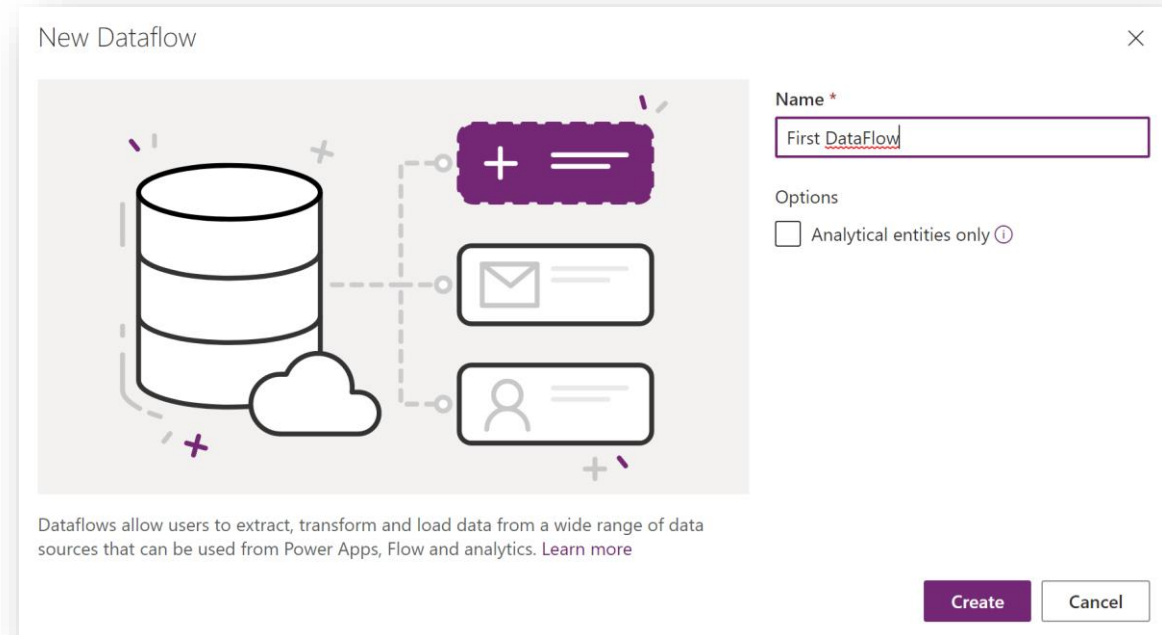 New Dataflow
Name *
First DataFlow
Options
Analytical entities only
Dataflows allow users to extract, transform and load data from a wide range of data
sources that can be used from Power Apps, Flow and analytics. Learn more
Create
Cancel